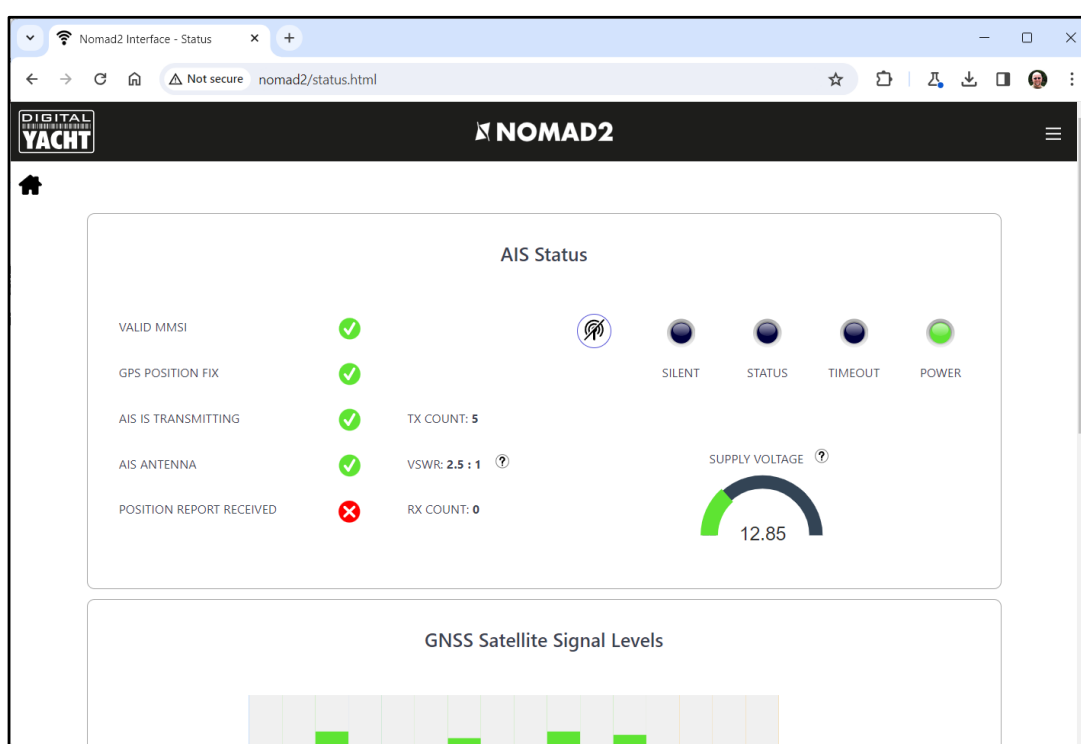 Nomad2 Interface - Status
Not secure nomad2/status.html
DIGITAL
YACHT
NOMAD2
AIS Status
VALID MMSI
SILENT STATUS TIMEOUT POWER
GPS POSITION FIX
AIS IS TRANSMITTING TX COUNT: 5
AIS ANTENNA VSWR: 2.5 : 1 ?
SUPPLY VOLTAGE ?
12.85
POSITION REPORT RECEIVED RX COUNT: 0
GNSS Satellite Signal Levels